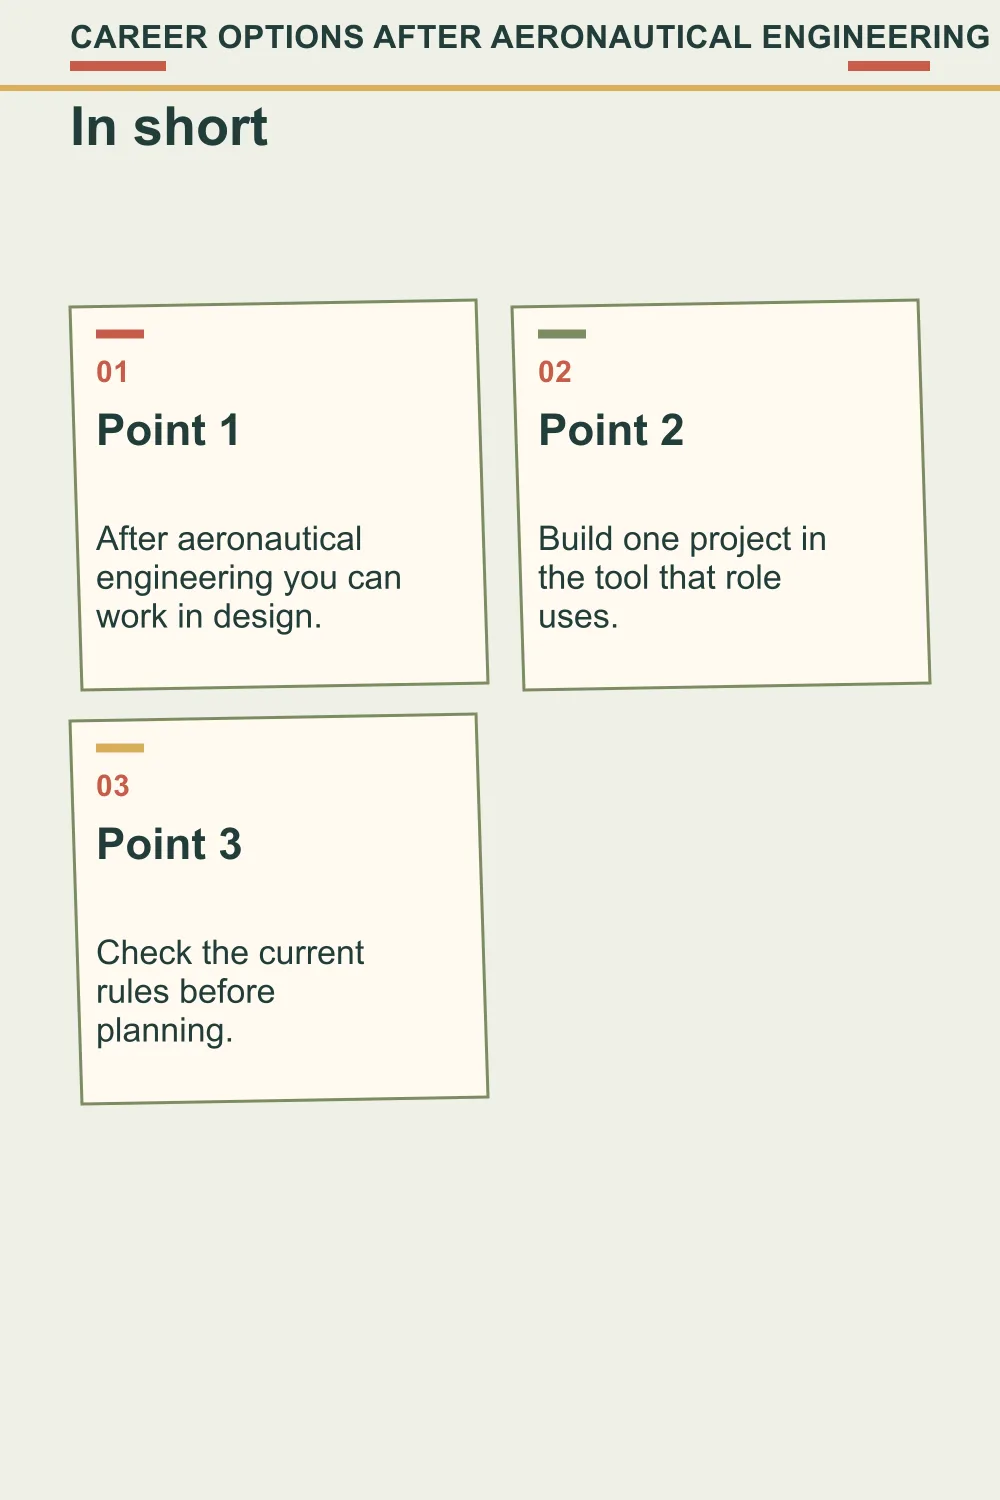 CAREER OPTIONS AFTER AERONAUTICAL ENGINEERING
In short
01
Point 1
After aeronautical
engineering you can
work in design.
02
Point 2
Build one project in
the tool that role
uses.
03
Point 3
Check the current
rules before
planning.